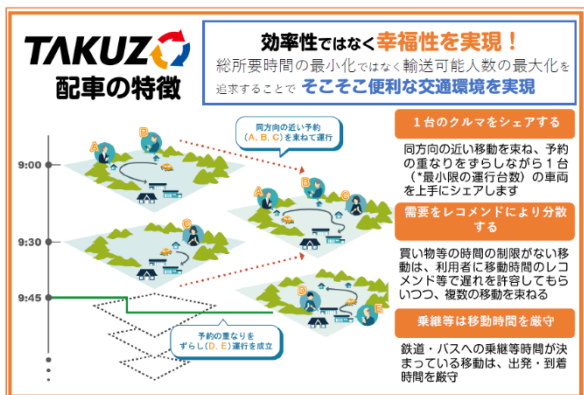 TAKUZO
配車の特徴
効率性ではなく幸福性を実現！
総所要時間の最小化ではなく輸送可能人数の最大化を
追求することで そこそこ便利な交通環境を実現
同方向の近い予約
(A, B, C)を束ねて運行
A
B
9:00
A
B
C
9:30
C
9:45
D
E
予約の重なりを
ずらし(D, E)運行を成立
1台のクルマをシェアする
同方向の近い移動を束ね、予約
の重なりをずらしながら1台
（*最小限の運行台数）の車両
を上手にシェアします
需要をレコメンドにより分散
する
買い物等の時間の制限がない移
動は、利用者に移動時間のレコ
メンド等で遅れを許容してもら
いつつ、複数の移動を束ねる
乗継等は移動時間を厳守
鉄道・バスへの乗継等時間が決
まっている移動は、出発・到着
時間を厳守